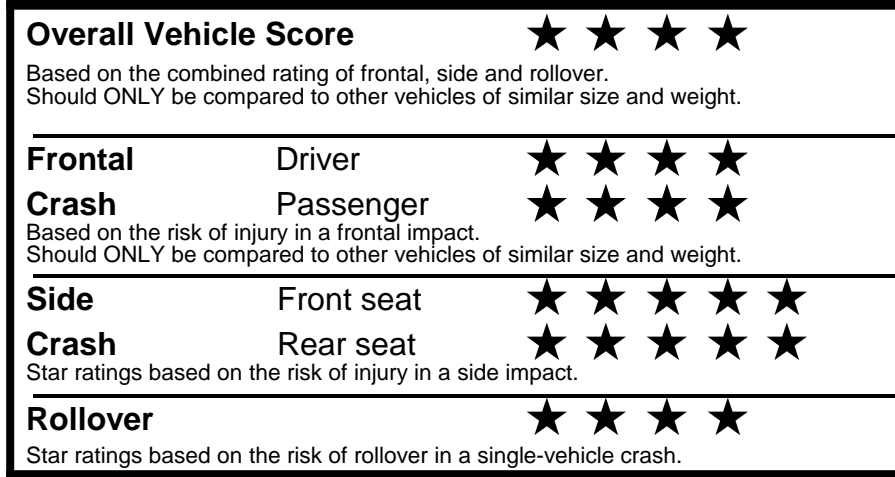 Overall Vehicle Score ★ ★ ★ ★
Based on the combined rating of frontal, side and rollover.
Should ONLY be compared to other vehicles of similar size and weight.
Frontal Driver ★ ★ ★ ★
Crash Passenger ★ ★ ★ ★
Based on the risk of injury in a frontal impact.
Should ONLY be compared to other vehicles of similar size and weight.
Side Front seat ★ ★ ★ ★ ★
Crash Rear seat ★ ★ ★ ★ ★
Star ratings based on the risk of injury in a side impact.
Rollover ★ ★ ★ ★
Star ratings based on the risk of rollover in a single-vehicle crash.